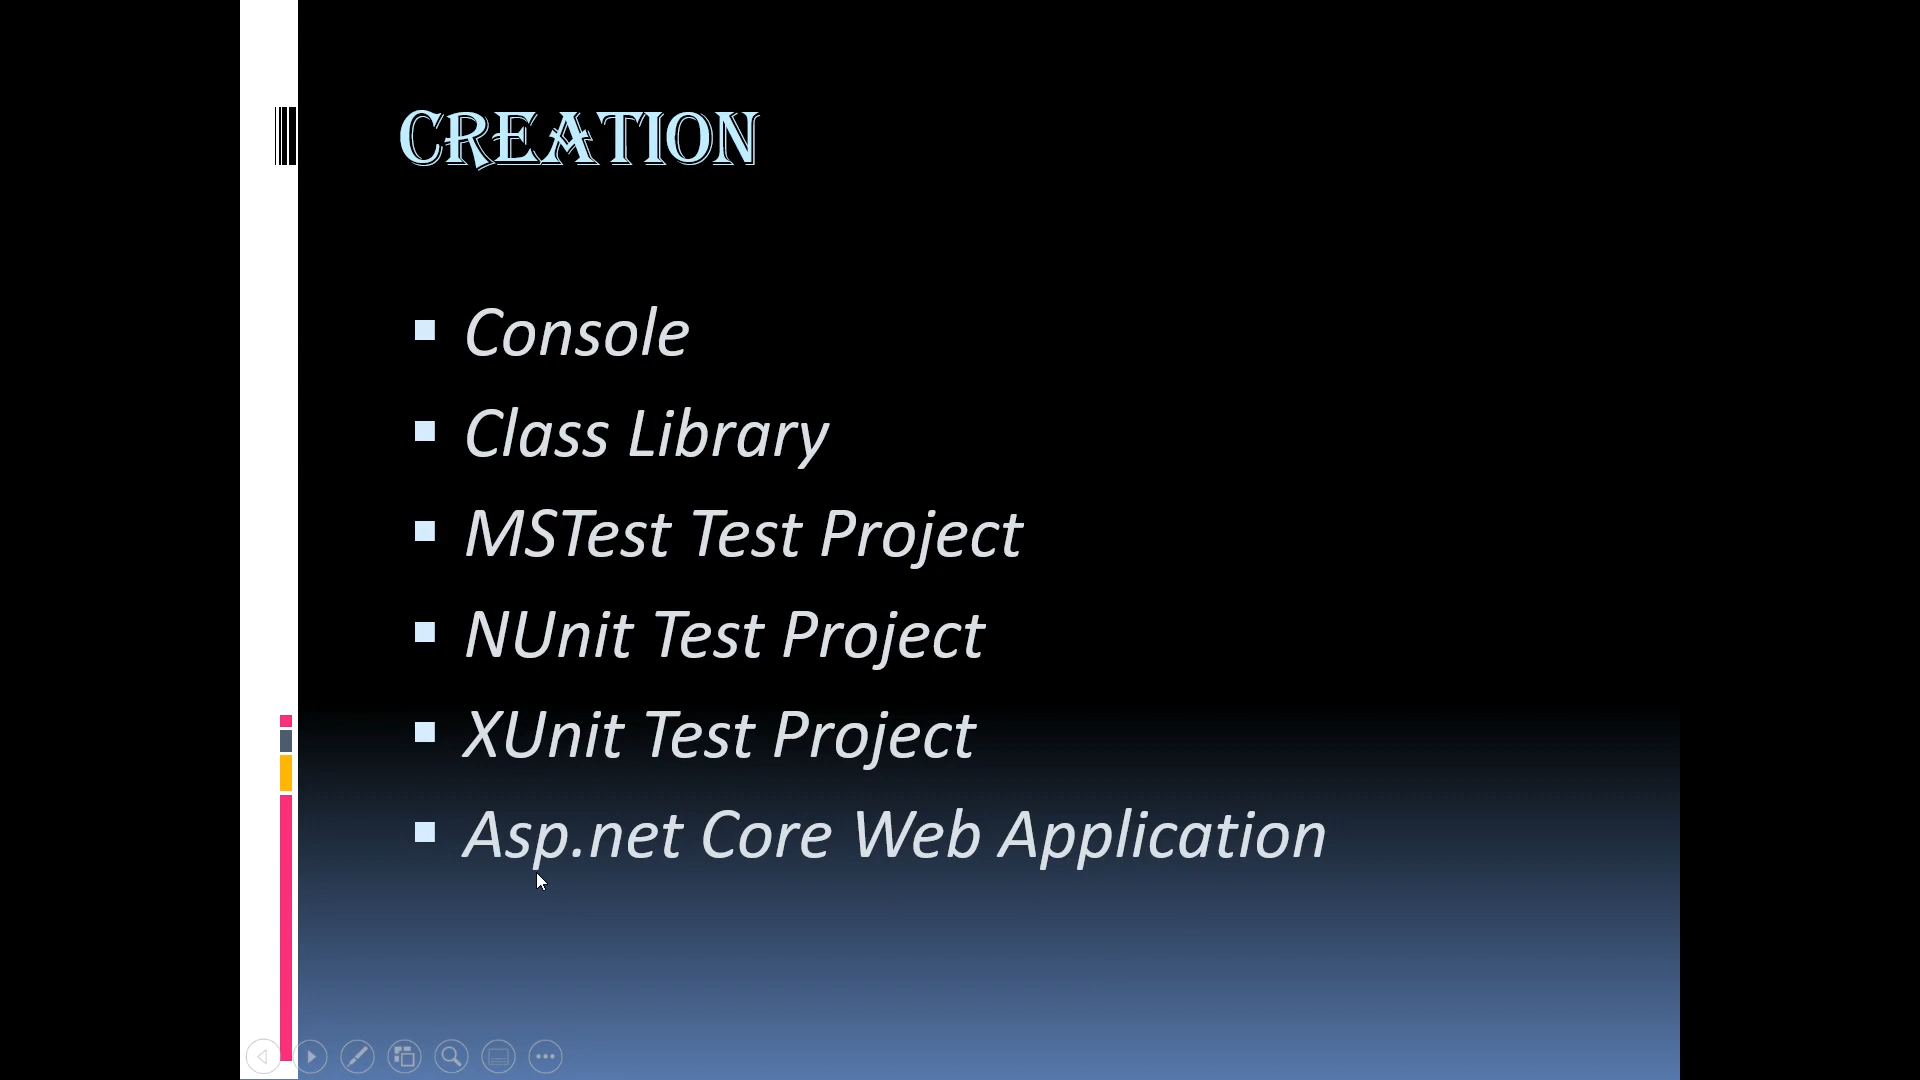 CREATION
Console
Class Library
MSTest Test Project
NUnit Test Project
XUnit Test Project
Asp.net Core Web Application